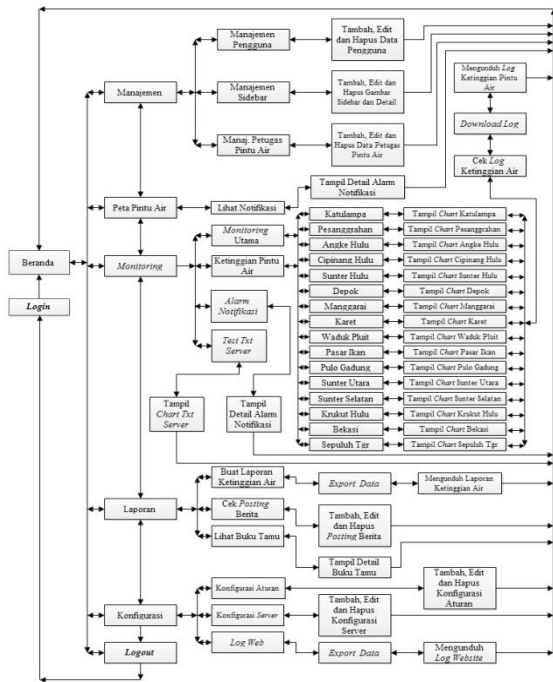 Manajemen
Pengguna
Tambah, Edit
dan Hapus Data
Pengguna
Manajemen
Manajemen
Sidebar
Tambah, Edit dan
Hapus Gambar
Sidebar dan Detail
Mengunduh Log
Ketinggian Pintu
Air
Download Log
Manaj. Petugas
Pintu Air
Tambah, Edit dan
Hapus Data Petugas
Pintu Air
Cek Log
Ketinggian Air
Peta Pintu Air
Lihat Notifikasi
Tampil Detail Alarm
Notifikasi
Beranda
Login
Monitoring
Monitoring
Utama
Ketinggian Pintu
Air
Alarm
Notifikasi
Test Txt
Server
Tampil
Chart Txt
Server
Tampil
Detail Alarm
Notifikasi
Katulampa
Tampil Chart Katulampa
Pesanggrahan
Tampil Chart Pesanggrahan
Angke Hulu
Tampil Chart Angke Hulu
Cipinang Hulu
Tampil Chart Cipinang Hulu
Sunter Hulu
Tampil Chart Sunter Hulu
Depok
Tampil Chart Depok
Manggarai
Tampil Chart Manggarai
Karet
Tampil Chart Karet
Waduk Pluit
Tampil Chart Waduk Pluit
Pasar Ikan
Tampil Chart Pasar Ikan
Pulo Gadung
Tampil Chart Pulo Gadung
Sunter Utara
Tampil Chart Sunter Utara
Sunter Selatan
Tampil Chart Sunter Selatan
Krukut Hulu
Tampil Chart Krukut Hulu
Bekasi
Tampil Chart Bekasi
Sepuluh Tgr
Tampil Chart Sepuluh Tgr
Laporan
Buat Laporan
Ketinggian Air
Export Data
Mengunduh Laporan
Ketinggian Air
Cek Posting
Berita
Tambah, Edit
dan Hapus
Posting Berita
Lihat Buku Tamu
Tampil Detail
Buku Tamu
Konfigurasi
Konfigurasi Aturan
Tambah, Edit
dan Hapus
Konfigurasi
Aturan
Konfigurasi Server
Tambah, Edit
dan Hapus
Konfigurasi
Server
Log Web
Export Data
Mengunduh
Log Website
Logout